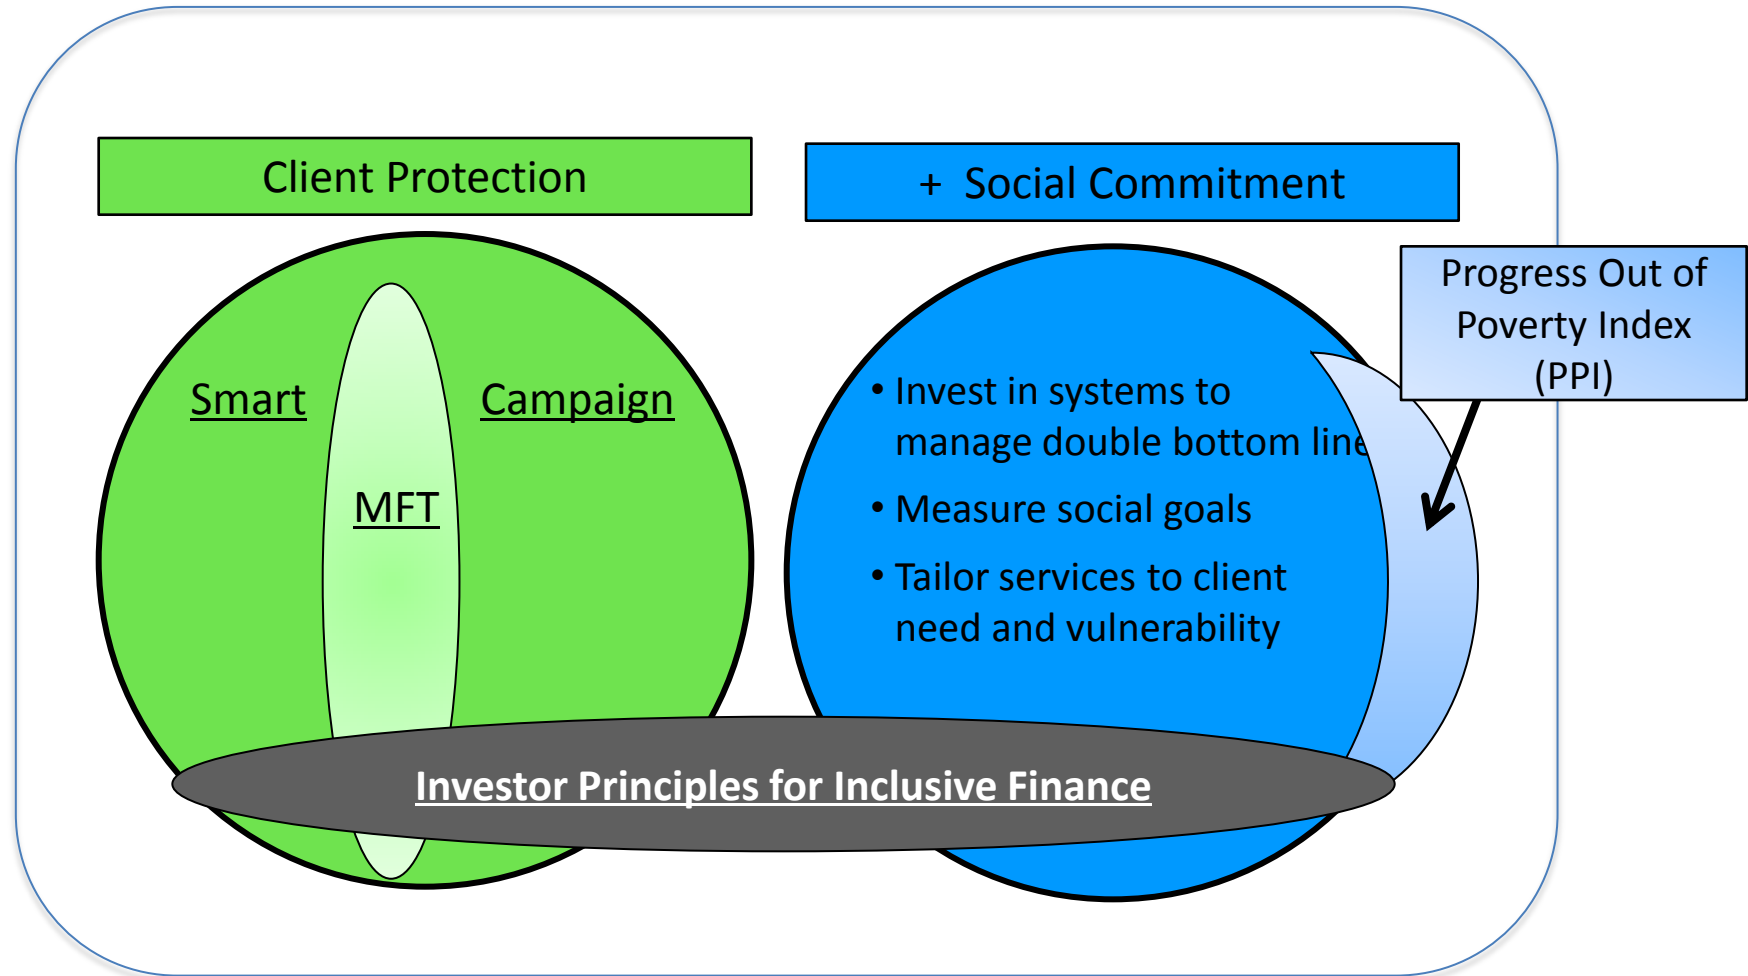 Client Protection
+ Social Commitment
Progress Out of
Poverty Index
(PPI)
Smart
Campaign
MFT
• Invest in systems to
manage double bottom line
• Measure social goals
• Tailor services to client
need and vulnerability
Investor Principles for Inclusive Finance